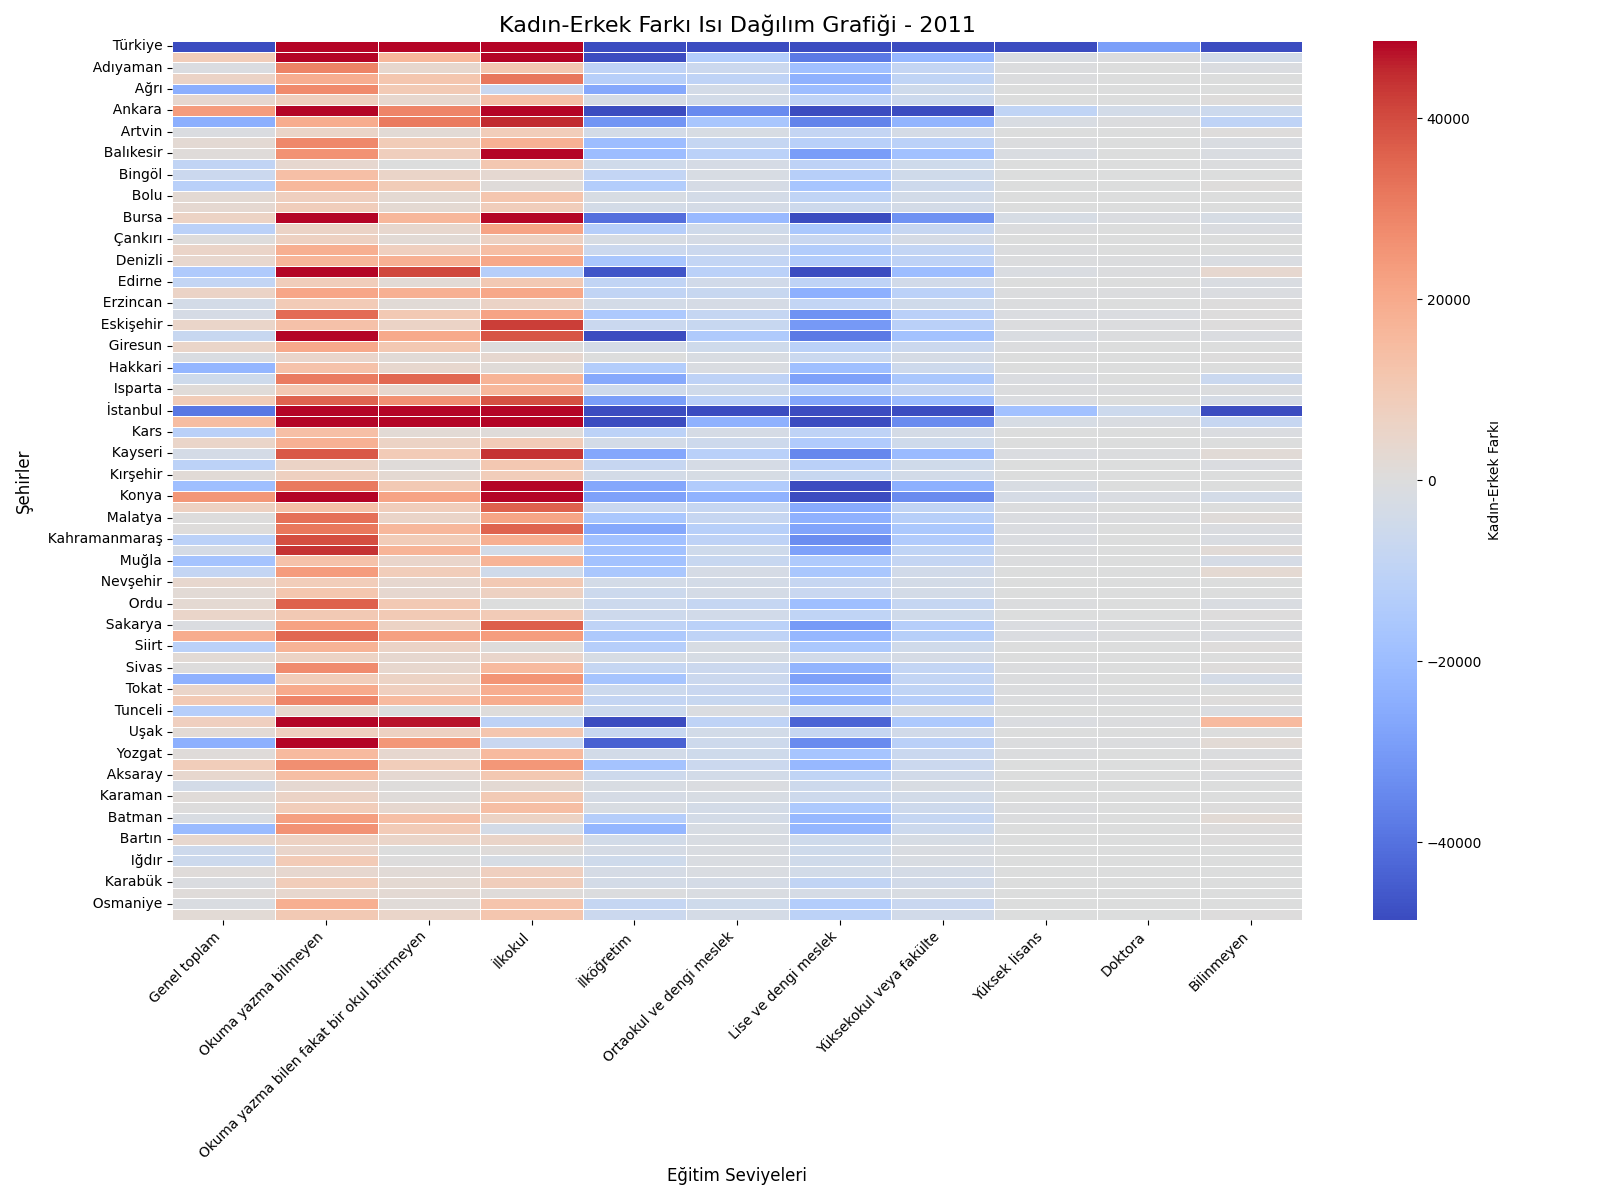 Kadın-Erkek Farkı Isı Dağılım Grafiği - 2011
Şehirler
Türkiye
Adıyaman
Ağrı
Ankara
Artvin
Balıkesir
Bingöl
Bolu
Bursa
Çankırı
Denizli
Edirne
Erzincan
Eskişehir
Giresun
Hakkari
Isparta
İstanbul
Kars
Kayseri
Kırşehir
Konya
Malatya
Kahramanmaraş
Muğla
Nevşehir
Ordu
Sakarya
Siirt
Sivas
Tokat
Tunceli
Uşak
Yozgat
Aksaray
Karaman
Batman
Bartın
Iğdır
Karabük
Osmaniye
Genel toplam
Okuma yazma bilmeyen
Okuma yazma bilen fakat bir okul bitirmeyen
İlkokul
İlköğretim
Ortaokul ve dengi meslek
Lise ve dengi meslek
Yüksekokul veya fakülte
Yüksek lisans
Doktora
Bilinmeyen
Eğitim Seviyeleri
40000
20000
0
−20000
−40000
Kadın-Erkek Farkı